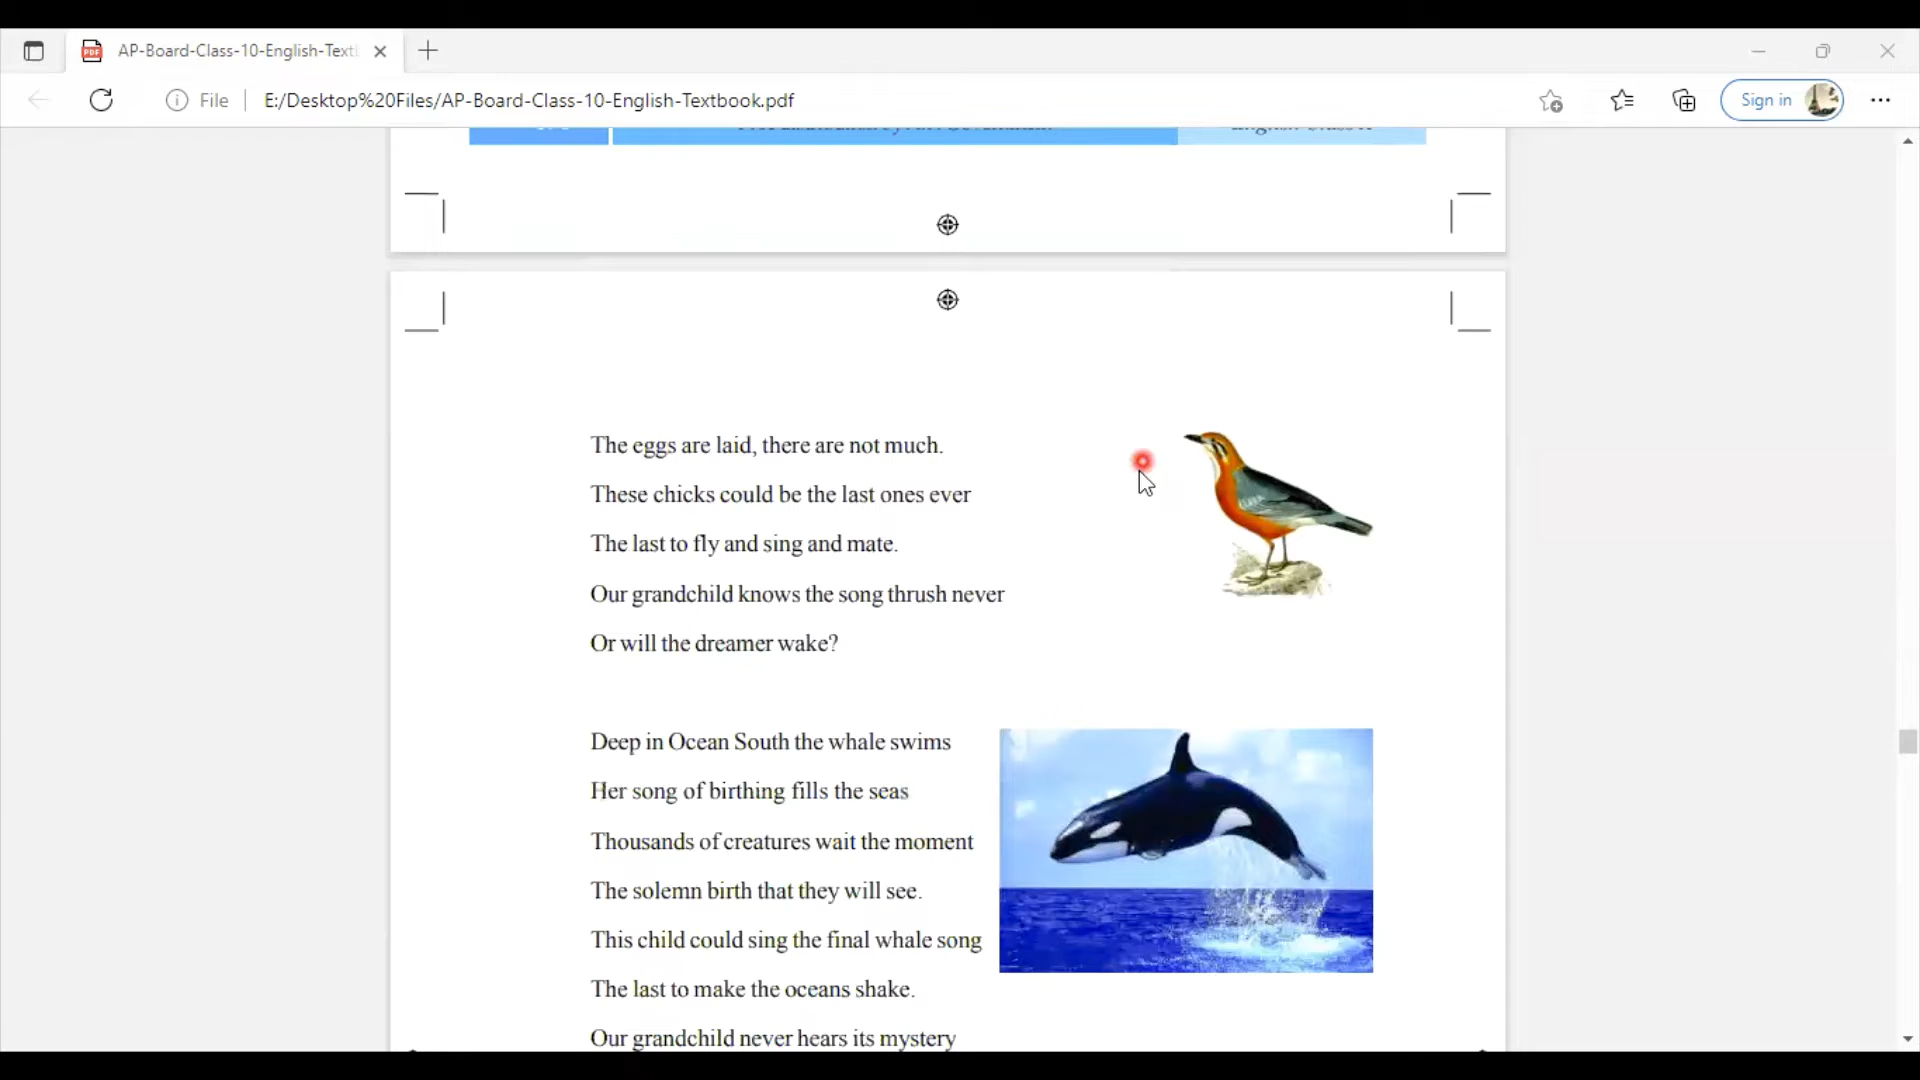 AP-Board-Class-10-English-Text
File
E:/Desktop%20Files/AP-Board-Class-10-English-Textbook.pdf
Sign in
The eggs are laid, there are not much.
These chicks could be the last ones ever
The last to fly and sing and mate.
Our grandchild knows the song thrush never
Or will the dreamer wake?
Deep in Ocean South the whale swims
Her song of birthing fills the seas
Thousands of creatures wait the moment
The solemn birth that they will see.
This child could sing the final whale song
The last to make the oceans shake.
Our grandchild never hears its mystery